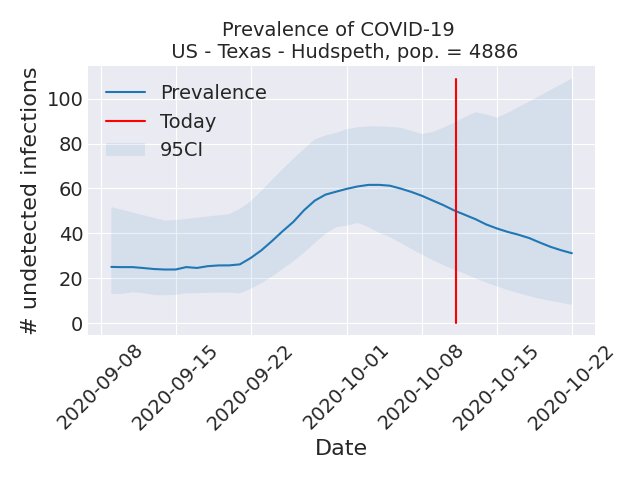 Prevalence of COVID-19
US - Texas - Hudspeth, pop. = 4886
# undetected infections
100
80
60
40
20
0
Prevalence
Today
95CI
2020-09-08
2020-09-15
2020-09-22
2020-10-01
2020-10-08
2020-10-15
2020-10-22
Date